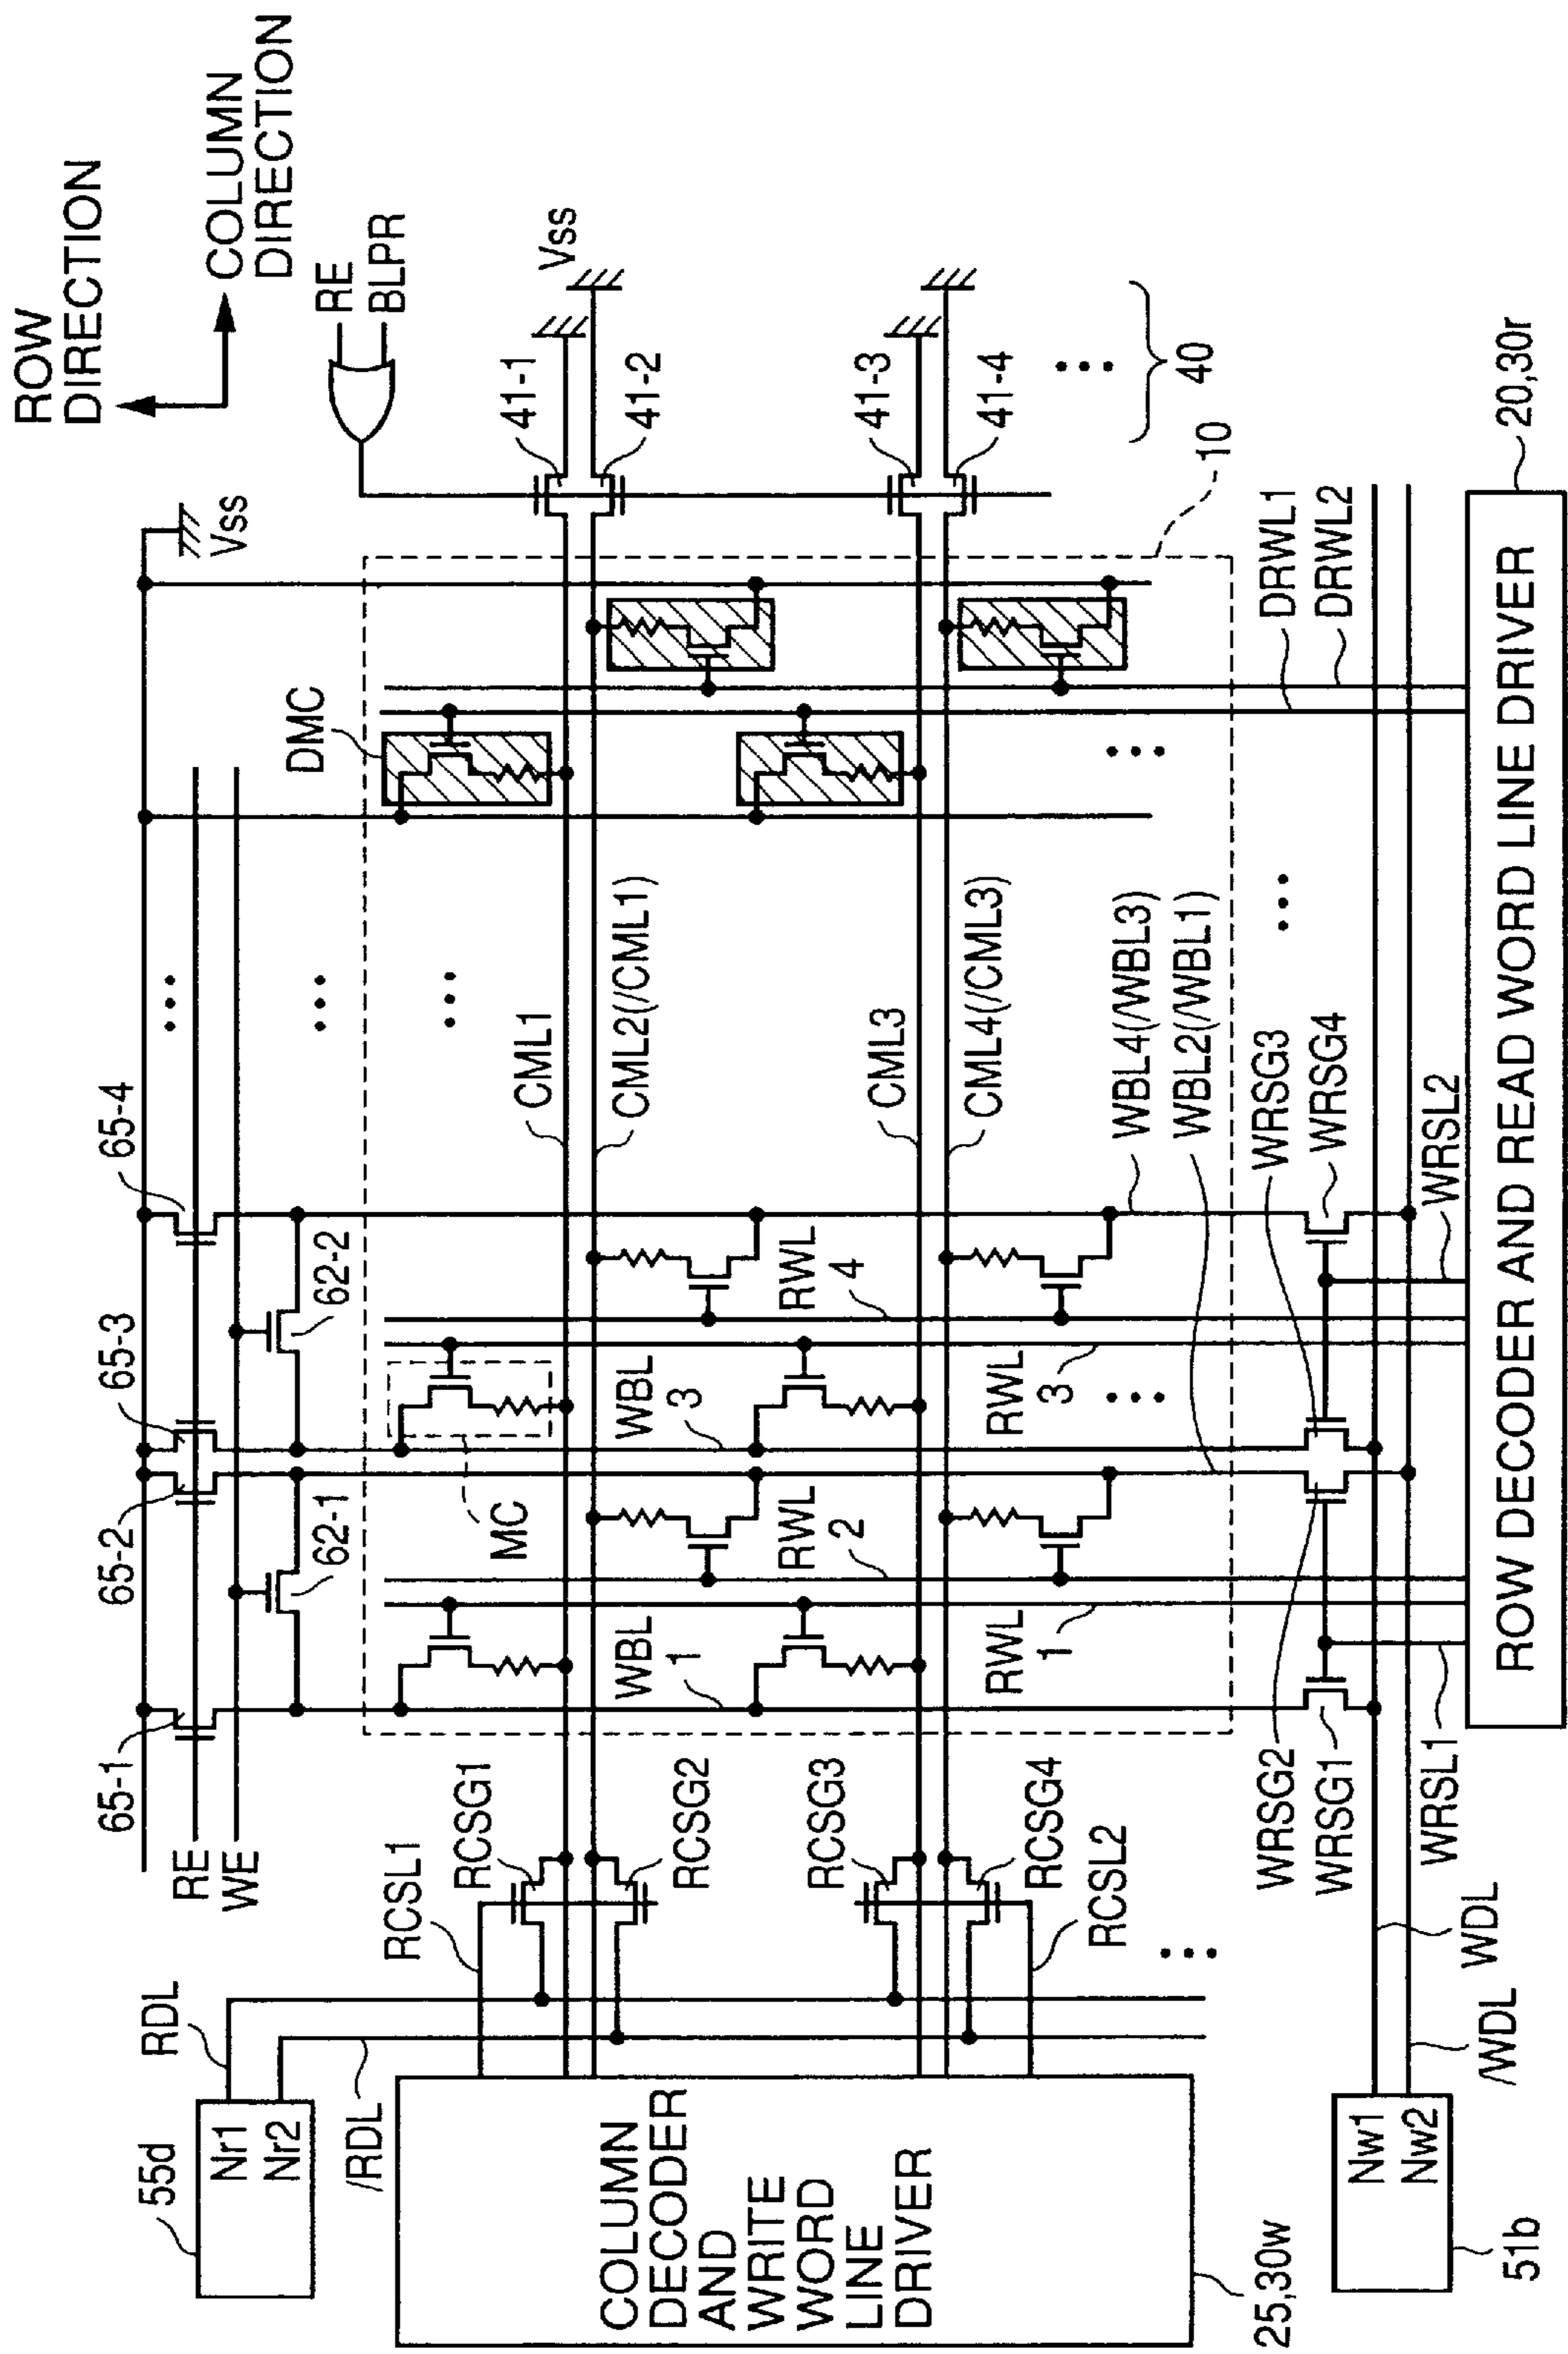 ROW
DIRECTION
COLUMN
DIRECTION
RE
BLPR
Vss
Vss
41-1
41-2
41-3
41-4
40
10
65-1
65-2
65-3
65-4
RE
WE
62-1
62-2
DMC
MC
CML1
CML2(/CML1)
CML3
CML4(/CML3)
WBL4(/WBL3)
WBL2(/WBL1)
WBL
1
WBL
3
RWL
1
RWL
2
RWL
3
RWL
4
DRWL1
DRWL2
WRSG3
WRSG4
WRSL2
WRSG2
WRSG1
WRSL1
RCSL1
RCSG1
RCSG2
RCSG3
RCSG4
RCSL2
RDL
/RDL
55d
Nr1
Nr2
COLUMN
DECODER
AND
WRITE
WORD
LINE
DRIVER
25,30w
WDL
/WDL
Nw1
Nw2
51b
ROW DECODER AND READ WORD LINE DRIVER
20,30r